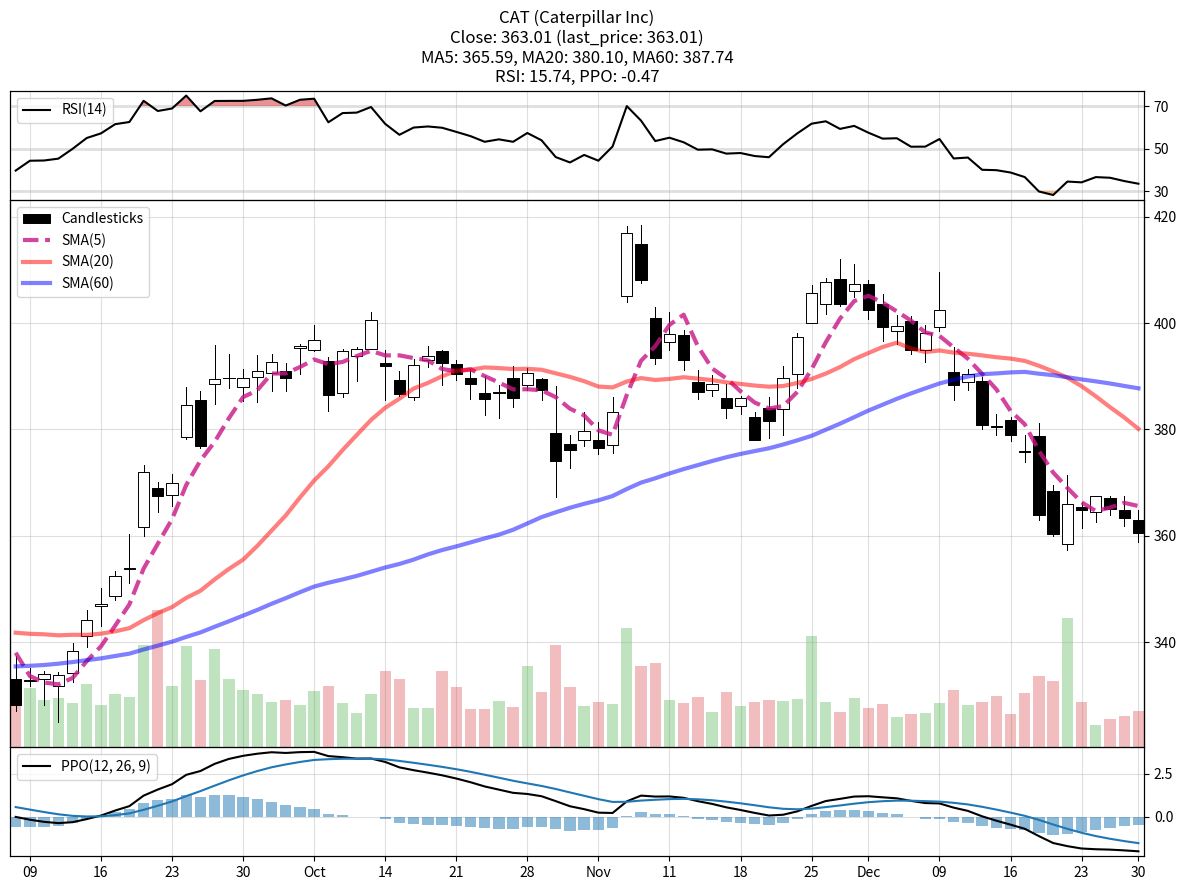 CAT (Caterpillar Inc)
Close: 363.01 (last_price: 363.01)
MA5: 365.59, MA20: 380.10, MA60: 387.74
RSI: 15.74, PPO: -0.47
RSI(14)
70
50
30
Candlesticks
SMA(5)
SMA(20)
SMA(60)
420
400
380
360
340
PPO(12, 26, 9)
2.5
0.0
09 16 23 30 Oct 14 21 28 Nov 11 18 25 Dec 09 16 23 30